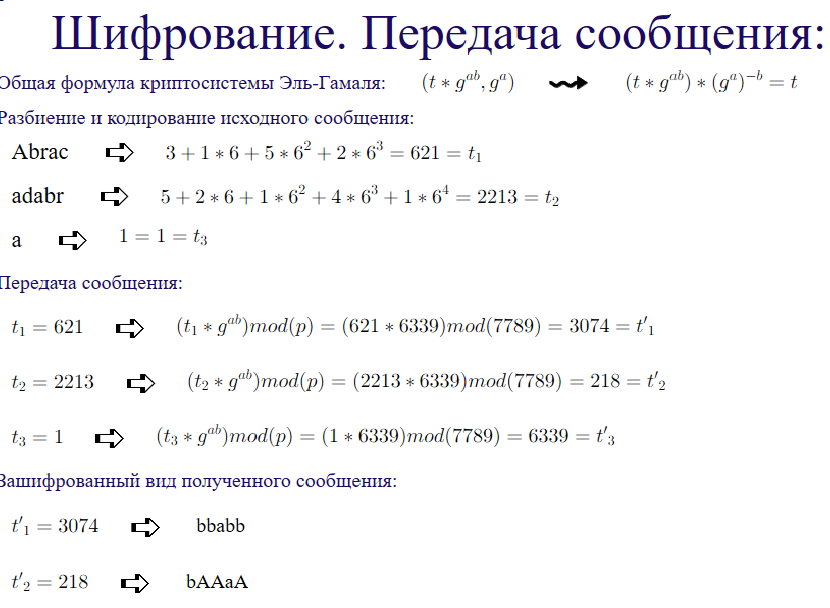 Шифрование. Передача сообщения:
Общая формула криптосистемы Эль-Гамаля: (t * g^{ab}, g^a) ⇝ (t * g^{ab}) * (g^a)^{-b} = t
Разбиение и кодирование исходного сообщения:
Abrac ⇨ 3 + 1 * 6 + 5 * 6^2 + 2 * 6^3 = 621 = t_1
adabr ⇨ 5 + 2 * 6 + 1 * 6^2 + 4 * 6^3 + 1 * 6^4 = 2213 = t_2
a ⇨ 1 = 1 = t_3
Передача сообщения:
t_1 = 621 ⇨ (t_1 * g^{ab})mod(p) = (621 * 6339)mod(7789) = 3074 = t'_1
t_2 = 2213 ⇨ (t_2 * g^{ab})mod(p) = (2213 * 6339)mod(7789) = 218 = t'_2
t_3 = 1 ⇨ (t_3 * g^{ab})mod(p) = (1 * 6339)mod(7789) = 6339 = t'_3
Зашифрованный вид полученного сообщения:
t'_1 = 3074 ⇨ bbabb
t'_2 = 218 ⇨ bAAaA